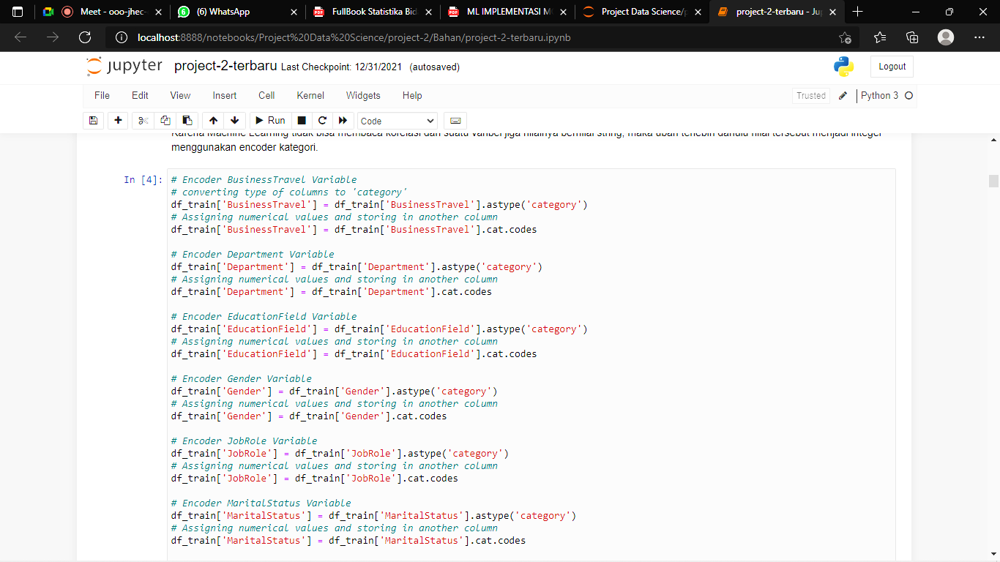 Meet - ooo-jhec-
(6) WhatsApp
FullBook Statistika Bid
ML IMPLEMENTASI M
Project Data Science/p
project-2-terbaru - Ju
localhost:8888/notebooks/Project%20Data%20Science/project-2/Bahan/project-2-terbaru.ipynb
jupyter project-2-terbaru Last Checkpoint: 12/31/2021 (autosaved)
Logout
File Edit View Insert Cell Kernel Widgets Help
Trusted
Python 3
Run
Code
Karena Machine Learning tidak bisa membaca korelasi dari suatu
nilainya bernilai string, maka ubah terlebih dahulu nilai tersebut menjadi integer
menggunakan encoder kategori.
In [4]:
# Encoder BusinessTravel Variable
# converting type of columns to 'category'
df_train['BusinessTravel'] = df_train['BusinessTravel'].astype('category')
# Assigning numerical values and storing in another column
df_train['BusinessTravel'] = df_train['BusinessTravel'].cat.codes
# Encoder Department Variable
df_train['Department'] = df_train['Department'].astype('category')
# Assigning numerical values and storing in another column
df_train['Department'] = df_train['Department'].cat.codes
# Encoder EducationField Variable
df_train['EducationField'] = df_train['EducationField'].astype('category')
# Assigning numerical values and storing in another column
df_train['EducationField'] = df_train['EducationField'].cat.codes
# Encoder Gender Variable
df_train['Gender'] = df_train['Gender'].astype('category')
# Assigning numerical values and storing in another column
df_train['Gender'] = df_train['Gender'].cat.codes
# Encoder JobRole Variable
df_train['JobRole'] = df_train['JobRole'].astype('category')
# Assigning numerical values and storing in another column
df_train['JobRole'] = df_train['JobRole'].cat.codes
# Encoder MaritalStatus Variable
df_train['MaritalStatus'] = df_train['MaritalStatus'].astype('category')
# Assigning numerical values and storing in another column
df_train['MaritalStatus'] = df_train['MaritalStatus'].cat.codes